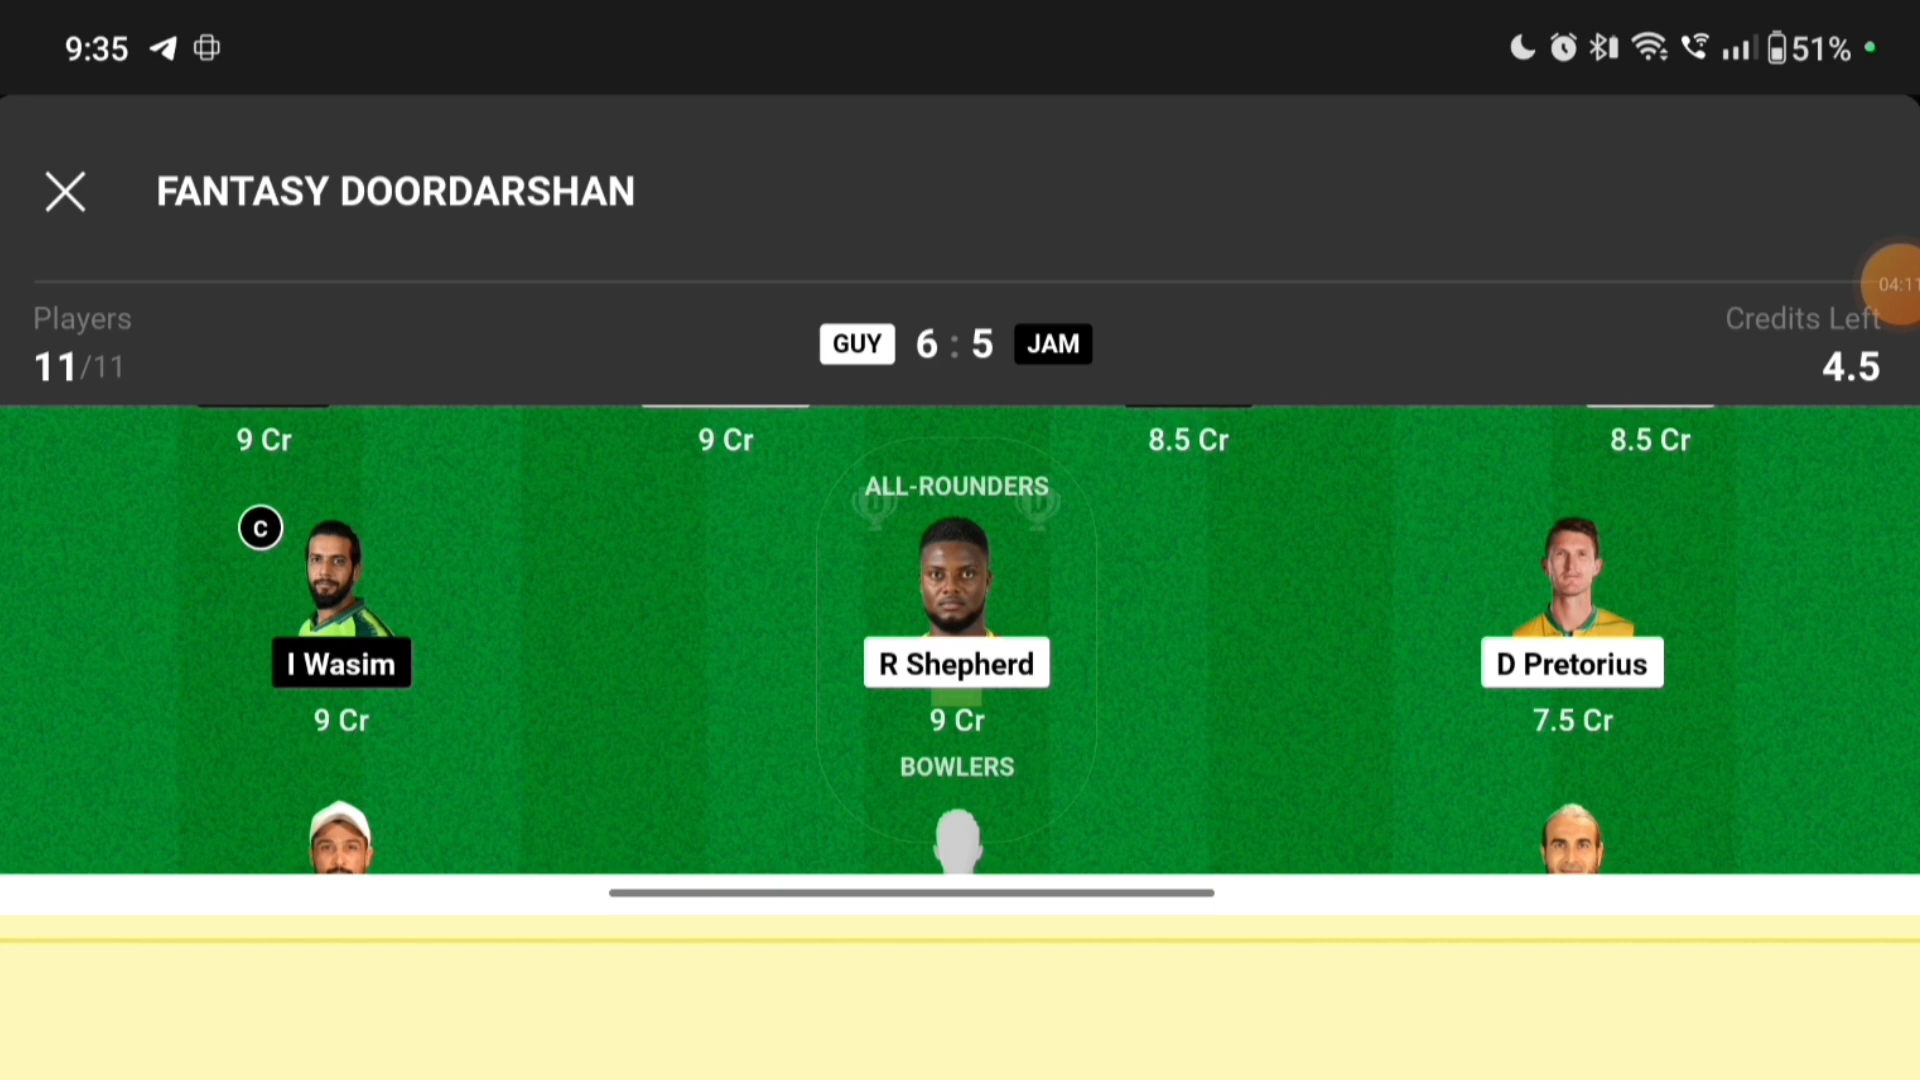 9:35
51%
FANTASY DOORDARSHAN
04:11
Players
Credits Left
11/11
GUY 6 : 5 JAM
4.5
9 Cr
9 Cr
8.5 Cr
8.5 Cr
ALL-ROUNDERS
C
I Wasim
R Shepherd
D Pretorius
9 Cr
9 Cr
7.5 Cr
BOWLERS